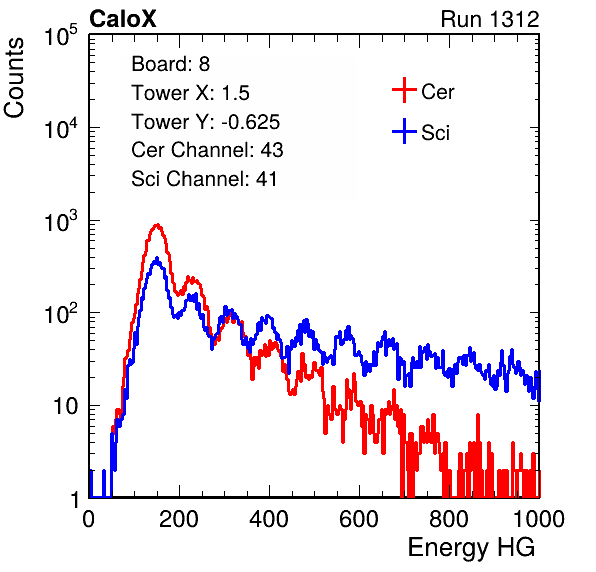 CaloX Run 1312
Counts
Board: 8
Tower X: 1.5
Tower Y: -0.625
Cer Channel: 43
Sci Channel: 41
Cer
Sci
10^5
10^4
10^3
10^2
10
1
0 200 400 600 800 1000
Energy HG